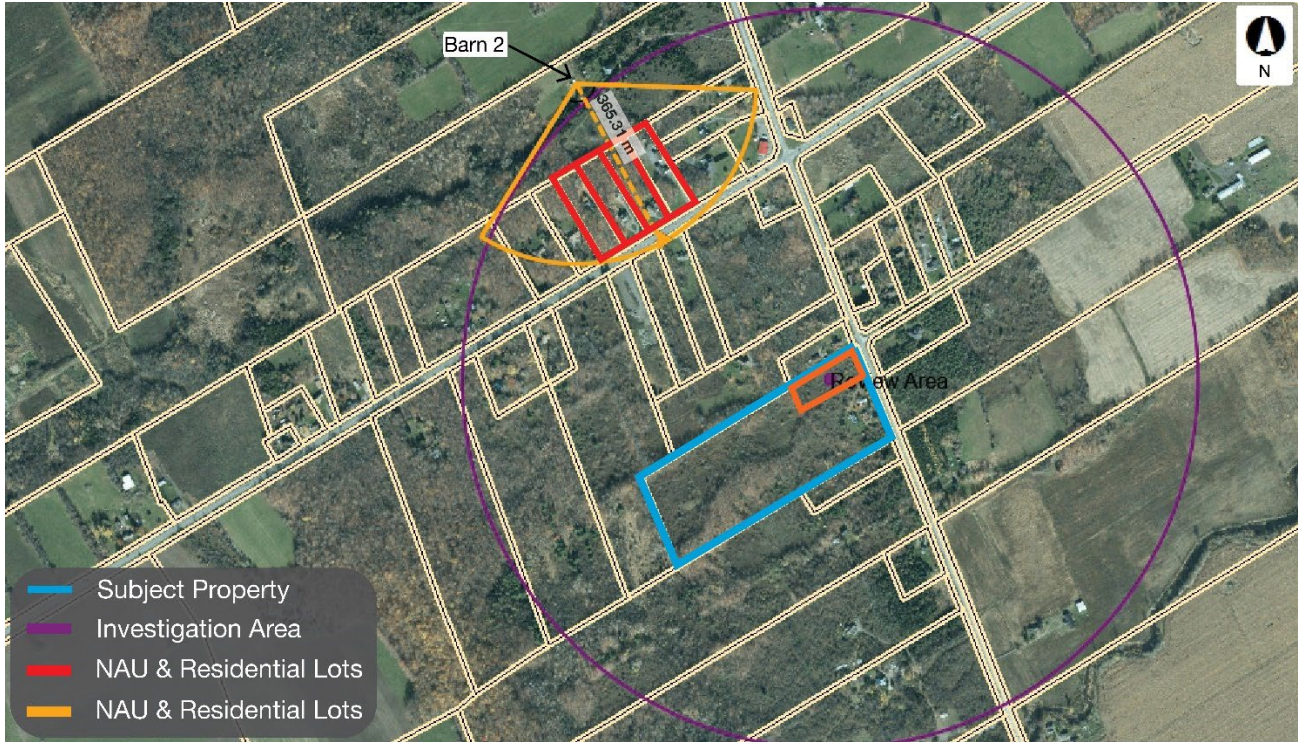 Barn 2
N
365.31 m
Review Area
Subject Property
Investigation Area
NAU & Residential Lots
NAU & Residential Lots